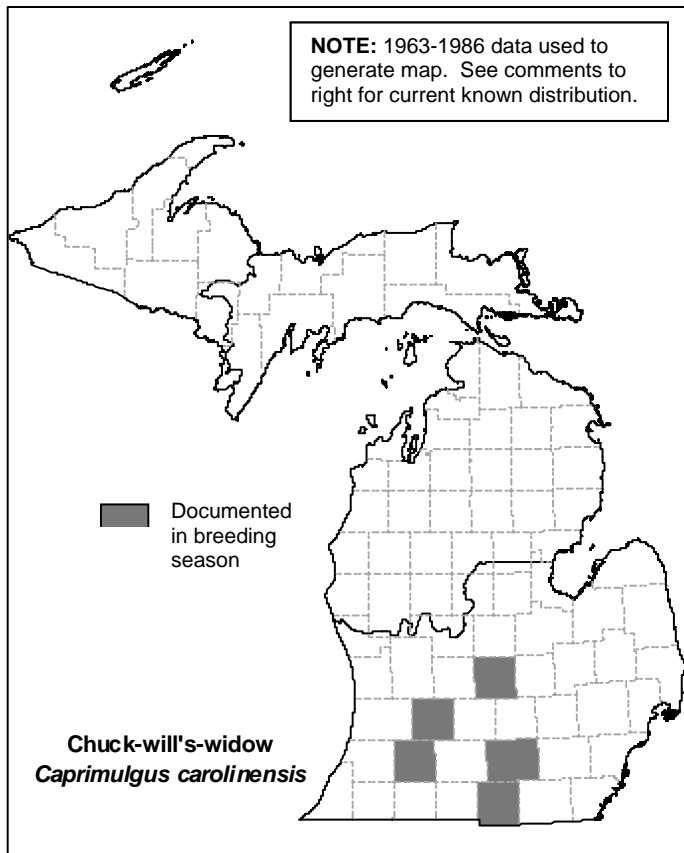 NOTE: 1963-1986 data used to
generate map. See comments to
right for current known distribution.
Documented
in breeding
season
Chuck-will's-widow
Caprimulgus carolinensis